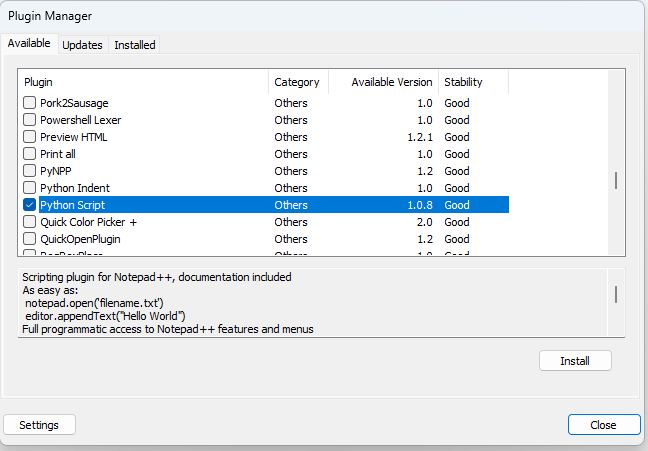 Plugin Manager
Available Updates Installed
Plugin Category Available Version Stability
Pork2Sausage Others 1.0 Good
Powershell Lexer Others 1.0 Good
Preview HTML Others 1.2.1 Good
Print all Others 1.0 Good
PyNPP Others 1.2 Good
Python Indent Others 1.0 Good
Python Script Others 1.0.8 Good
Quick Color Picker + Others 2.0 Good
QuickOpenPlugin Others 1.2 Good
Others 1.0 Good
Scripting plugin for Notepad++, documentation included
As easy as:
notepad.open('filename.txt')
editor.appendText("Hello World")
Full programmatic access to Notepad++ features and menus
Install
Settings Close